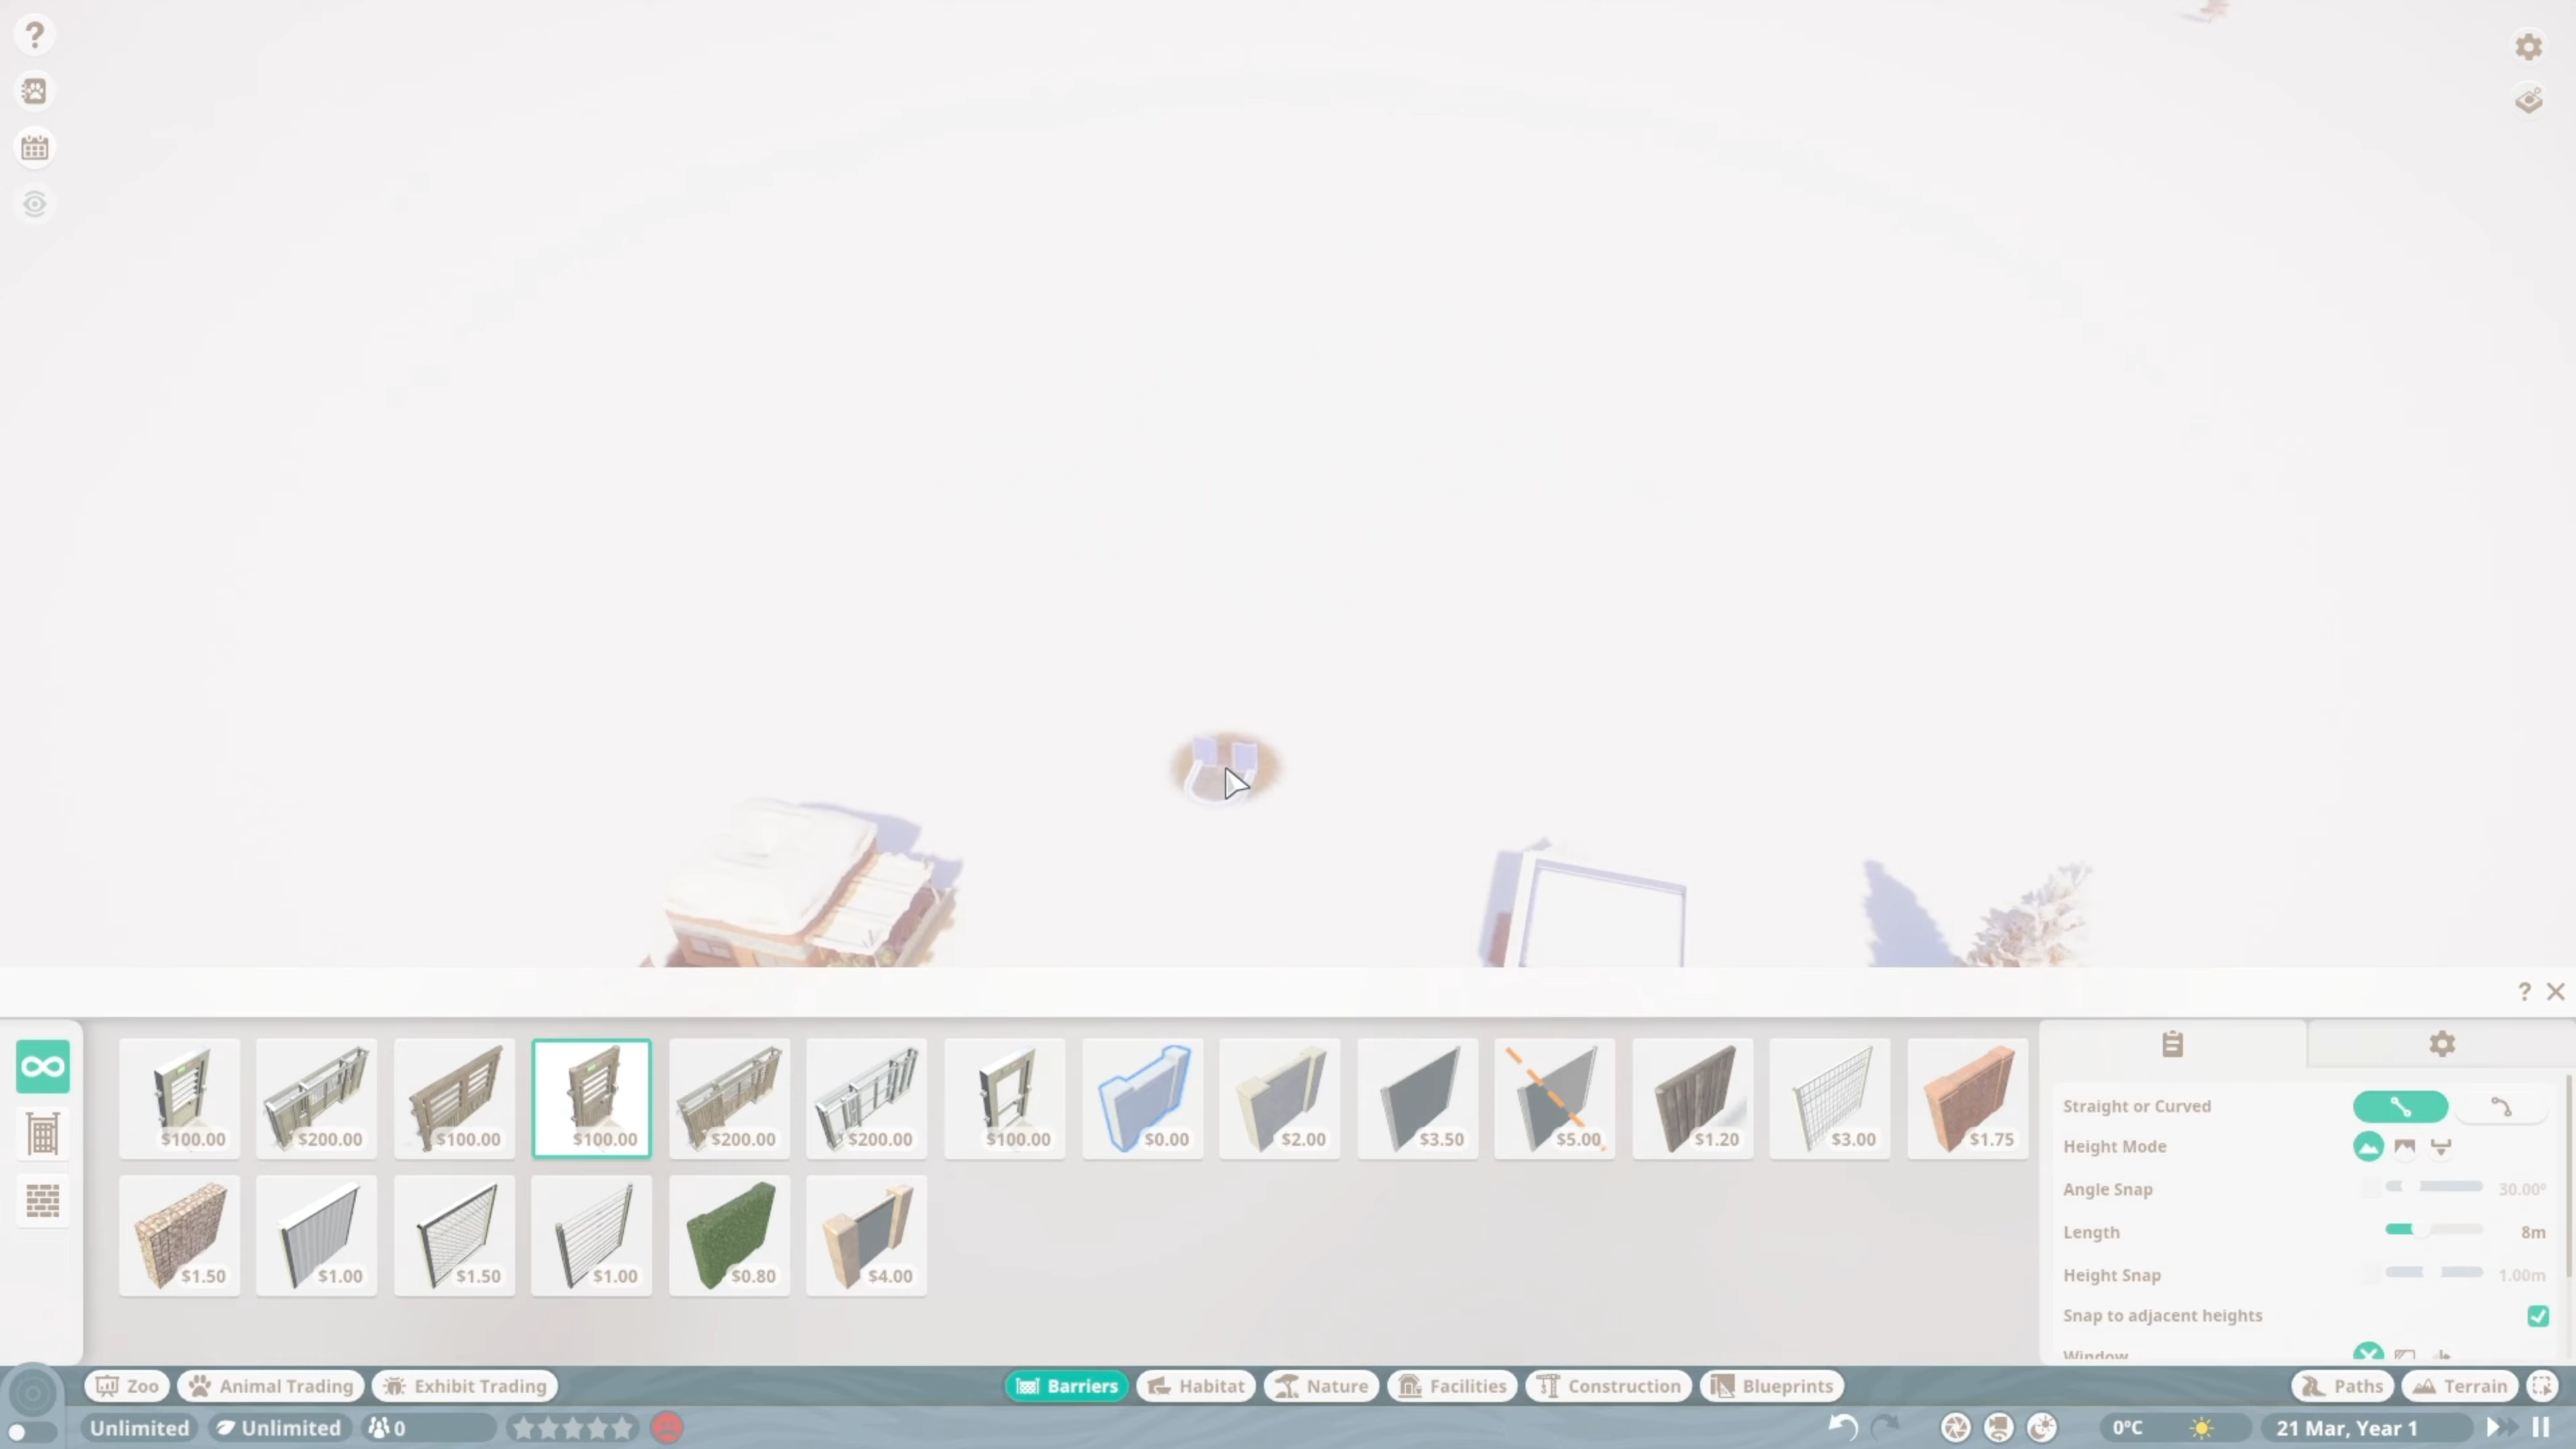 ?
?
$100.00 $200.00 $100.00 $100.00 $200.00 $200.00 $100.00 $0.00 $2.00 $3.50 $5.00 $1.20 $3.00 $1.75
$1.50 $1.00 $1.50 $1.00 $0.80 $4.00
Straight or Curved
Height Mode
Angle Snap 30.00°
Length 8m
Height Snap 1.00m
Snap to adjacent heights
Window
Zoo Animal Trading Exhibit Trading Barriers Habitat Nature Facilities Construction Blueprints Paths Terrain
Unlimited Unlimited 0 0°C 21 Mar, Year 1